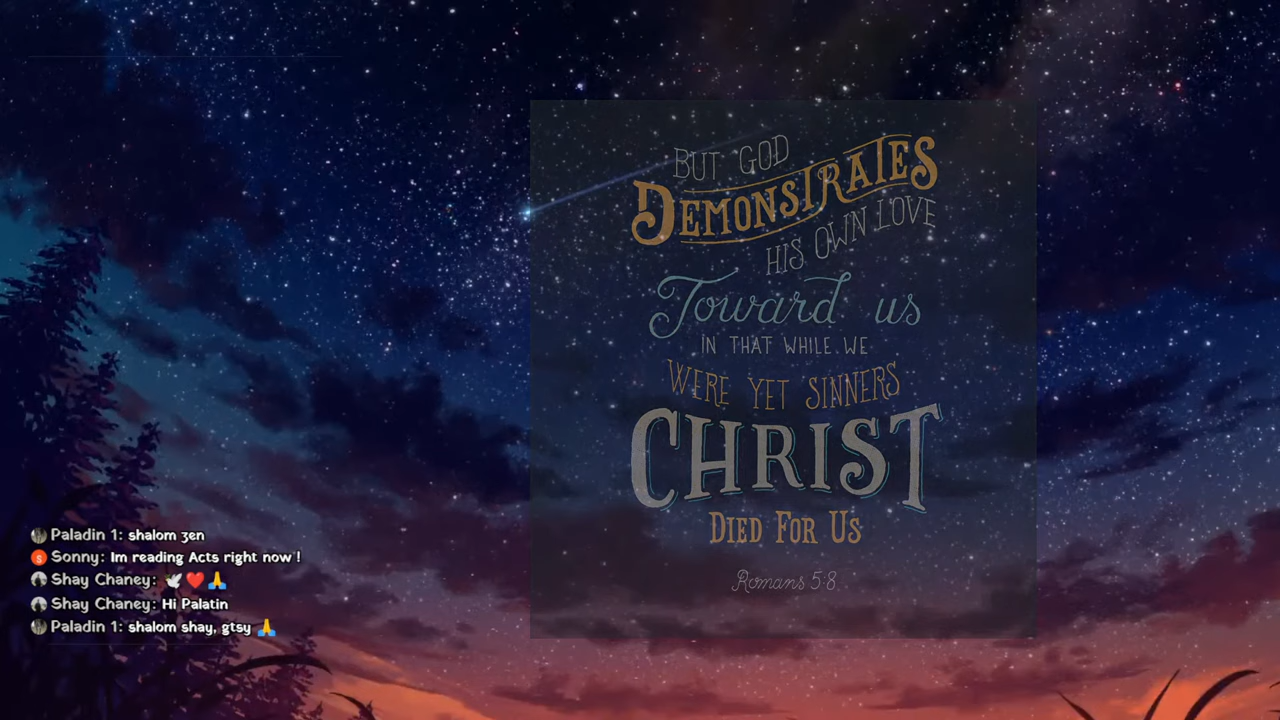 BUT GOD
DEMONSTRATES
HIS OWN LOVE
Toward us
IN THAT WHILE WE
WERE YET SINNERS
CHRIST
DIED FOR US
Romans 5:8
Paladin 1: shalom zen
S Sonny: Im reading Acts right now !
Shay Chaney: 🕊️❤️🙏
Shay Chaney: Hi Palatin
Paladin 1: shalom shay, gtsy 🙏